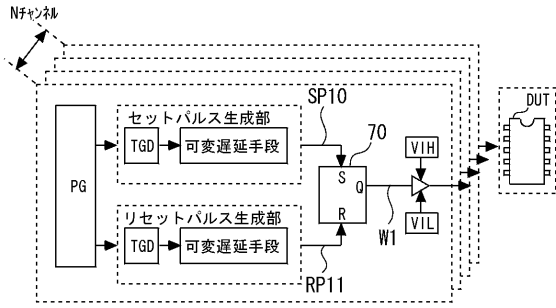 Nチャンネル
SP10
DUT
セットパルス生成部
TGD
可変遅延手段
70
VIH
PG
S
Q
R
リセットパルス生成部
TGD
可変遅延手段
W1
VIL
RP11